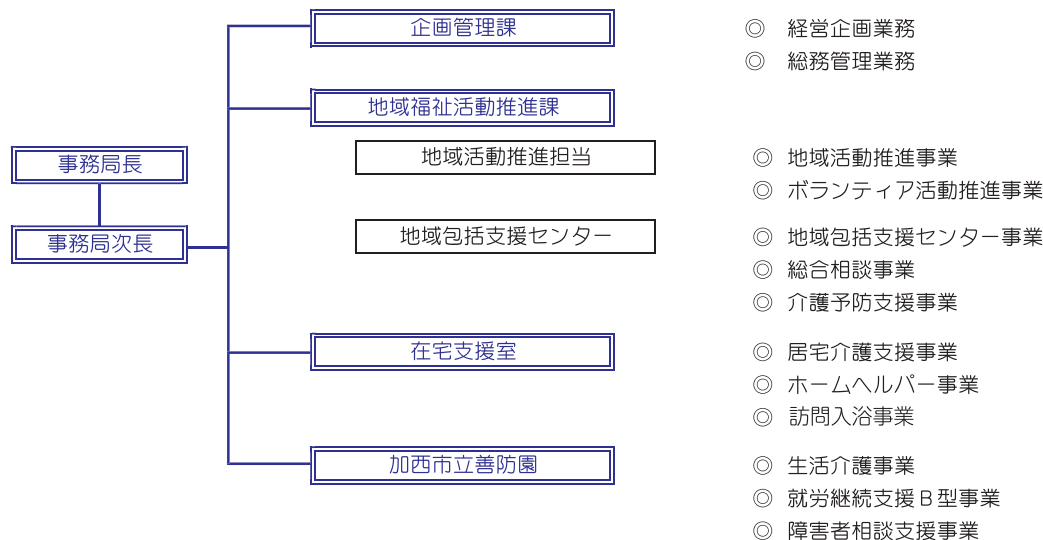 企画管理課
◎ 経営企画業務
◎ 総務管理業務
地域福祉活動推進課
事務局長
地域活動推進担当
◎ 地域活動推進事業
◎ ボランティア活動推進事業
事務局次長
地域包括支援センター
◎ 地域包括支援センター事業
◎ 総合相談事業
◎ 介護予防支援事業
在宅支援室
◎ 居宅介護支援事業
◎ ホームヘルパー事業
◎ 訪問入浴事業
加西市立善防園
◎ 生活介護事業
◎ 就労継続支援B型事業
◎ 障害者相談支援事業